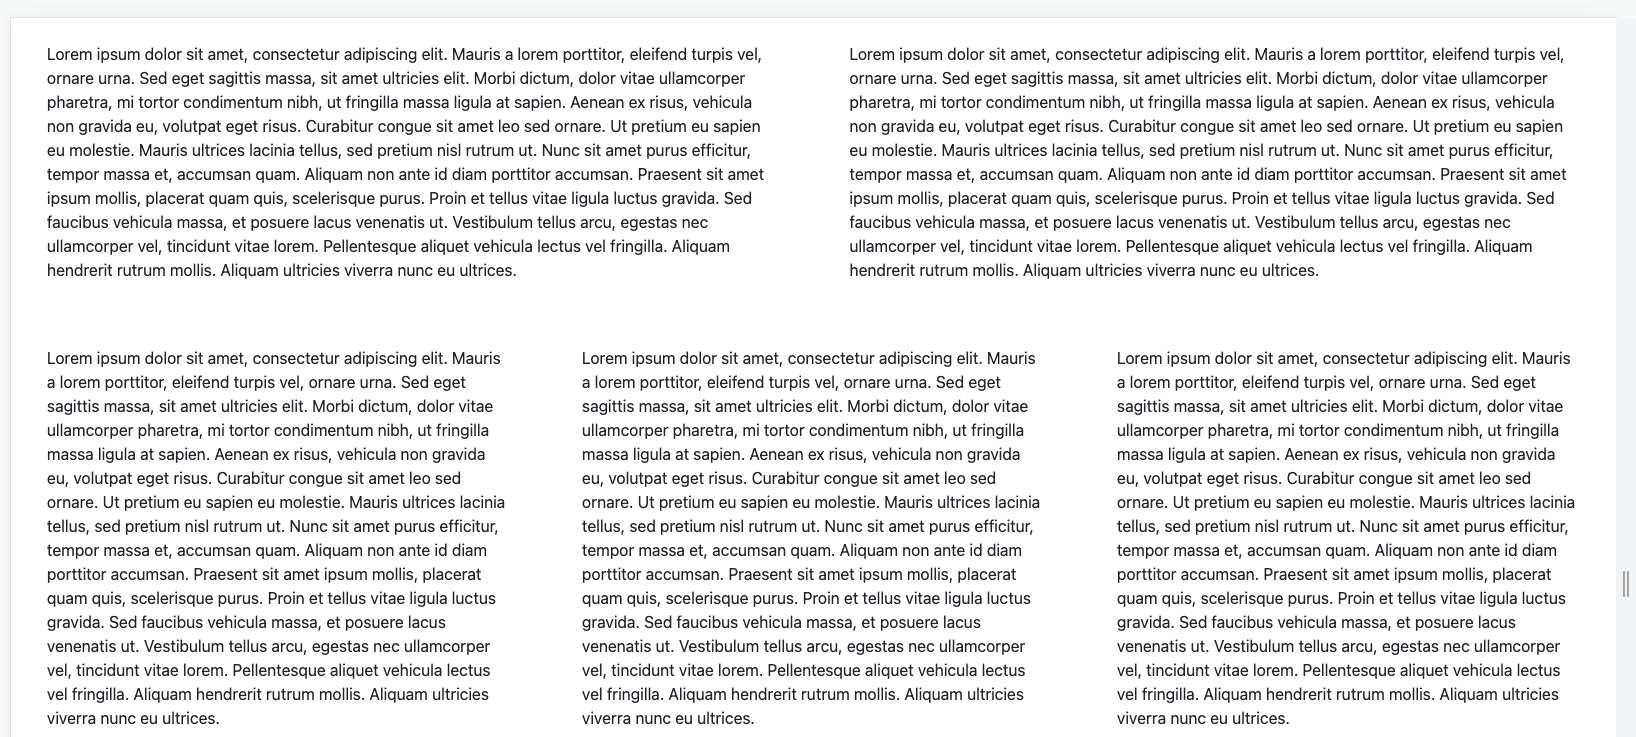 Lorem ipsum dolor sit amet, consectetur adipiscing elit. Mauris a lorem porttitor, eleifend turpis vel,
ornare urna. Sed eget sagittis massa, sit amet ultricies elit. Morbi dictum, dolor vitae ullamcorper
pharetra, mi tortor condimentum nibh, ut fringilla massa ligula at sapien. Aenean ex risus, vehicula
non gravida eu, volutpat eget risus. Curabitur congue sit amet leo sed ornare. Ut pretium eu sapien
eu molestie. Mauris ultrices lacinia tellus, sed pretium nisl rutrum ut. Nunc sit amet purus efficitur,
tempor massa et, accumsan quam. Aliquam non ante id diam porttitor accumsan. Praesent sit amet
ipsum mollis, placerat quam quis, scelerisque purus. Proin et tellus vitae ligula luctus gravida. Sed
faucibus vehicula massa, et posuere lacus venenatis ut. Vestibulum tellus arcu, egestas nec
ullamcorper vel, tincidunt vitae lorem. Pellentesque aliquet vehicula lectus vel fringilla. Aliquam
hendrerit rutrum mollis. Aliquam ultricies viverra nunc eu ultrices.
Lorem ipsum dolor sit amet, consectetur adipiscing elit. Mauris a lorem porttitor, eleifend turpis vel,
ornare urna. Sed eget sagittis massa, sit amet ultricies elit. Morbi dictum, dolor vitae ullamcorper
pharetra, mi tortor condimentum nibh, ut fringilla massa ligula at sapien. Aenean ex risus, vehicula
non gravida eu, volutpat eget risus. Curabitur congue sit amet leo sed ornare. Ut pretium eu sapien
eu molestie. Mauris ultrices lacinia tellus, sed pretium nisl rutrum ut. Nunc sit amet purus efficitur,
tempor massa et, accumsan quam. Aliquam non ante id diam porttitor accumsan. Praesent sit amet
ipsum mollis, placerat quam quis, scelerisque purus. Proin et tellus vitae ligula luctus gravida. Sed
faucibus vehicula massa, et posuere lacus venenatis ut. Vestibulum tellus arcu, egestas nec
ullamcorper vel, tincidunt vitae lorem. Pellentesque aliquet vehicula lectus vel fringilla. Aliquam
hendrerit rutrum mollis. Aliquam ultricies viverra nunc eu ultrices.
Lorem ipsum dolor sit amet, consectetur adipiscing elit. Mauris
a lorem porttitor, eleifend turpis vel, ornare urna. Sed eget
sagittis massa, sit amet ultricies elit. Morbi dictum, dolor vitae
ullamcorper pharetra, mi tortor condimentum nibh, ut fringilla
massa ligula at sapien. Aenean ex risus, vehicula non gravida
eu, volutpat eget risus. Curabitur congue sit amet leo sed
ornare. Ut pretium eu sapien eu molestie. Mauris ultrices lacinia
tellus, sed pretium nisl rutrum ut. Nunc sit amet purus efficitur,
tempor massa et, accumsan quam. Aliquam non ante id diam
porttitor accumsan. Praesent sit amet ipsum mollis, placerat
quam quis, scelerisque purus. Proin et tellus vitae ligula luctus
gravida. Sed faucibus vehicula massa, et posuere lacus
venenatis ut. Vestibulum tellus arcu, egestas nec ullamcorper
vel, tincidunt vitae lorem. Pellentesque aliquet vehicula lectus
vel fringilla. Aliquam hendrerit rutrum mollis. Aliquam ultricies
viverra nunc eu ultrices.
Lorem ipsum dolor sit amet, consectetur adipiscing elit. Mauris
a lorem porttitor, eleifend turpis vel, ornare urna. Sed eget
sagittis massa, sit amet ultricies elit. Morbi dictum, dolor vitae
ullamcorper pharetra, mi tortor condimentum nibh, ut fringilla
massa ligula at sapien. Aenean ex risus, vehicula non gravida
eu, volutpat eget risus. Curabitur congue sit amet leo sed
ornare. Ut pretium eu sapien eu molestie. Mauris ultrices lacinia
tellus, sed pretium nisl rutrum ut. Nunc sit amet purus efficitur,
tempor massa et, accumsan quam. Aliquam non ante id diam
porttitor accumsan. Praesent sit amet ipsum mollis, placerat
quam quis, scelerisque purus. Proin et tellus vitae ligula luctus
gravida. Sed faucibus vehicula massa, et posuere lacus
venenatis ut. Vestibulum tellus arcu, egestas nec ullamcorper
vel, tincidunt vitae lorem. Pellentesque aliquet vehicula lectus
vel fringilla. Aliquam hendrerit rutrum mollis. Aliquam ultricies
viverra nunc eu ultrices.
Lorem ipsum dolor sit amet, consectetur adipiscing elit. Mauris
a lorem porttitor, eleifend turpis vel, ornare urna. Sed eget
sagittis massa, sit amet ultricies elit. Morbi dictum, dolor vitae
ullamcorper pharetra, mi tortor condimentum nibh, ut fringilla
massa ligula at sapien. Aenean ex risus, vehicula non gravida
eu, volutpat eget risus. Curabitur congue sit amet leo sed
ornare. Ut pretium eu sapien eu molestie. Mauris ultrices lacinia
tellus, sed pretium nisl rutrum ut. Nunc sit amet purus efficitur,
tempor massa et, accumsan quam. Aliquam non ante id diam
porttitor accumsan. Praesent sit amet ipsum mollis, placerat
quam quis, scelerisque purus. Proin et tellus vitae ligula luctus
gravida. Sed faucibus vehicula massa, et posuere lacus
venenatis ut. Vestibulum tellus arcu, egestas nec ullamcorper
vel, tincidunt vitae lorem. Pellentesque aliquet vehicula lectus
vel fringilla. Aliquam hendrerit rutrum mollis. Aliquam ultricies
viverra nunc eu ultrices.